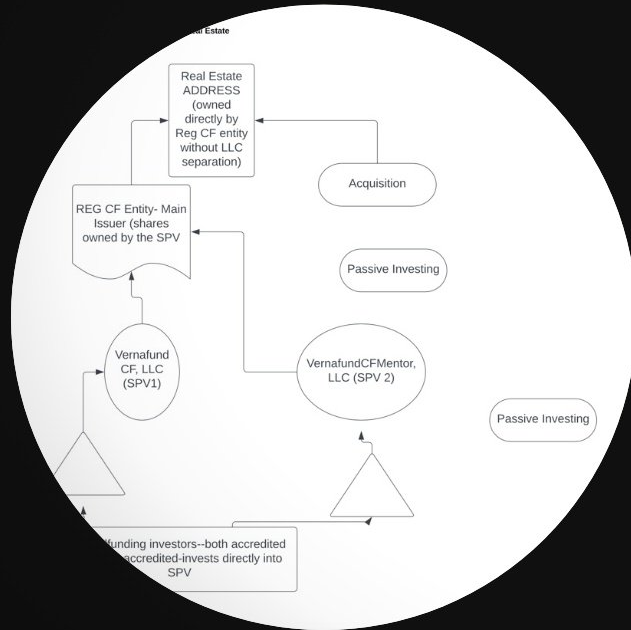 Estate
Real Estate
ADDRESS
(owned
directly by
Reg CF entity
without LLC
separation)
Acquisition
REG CF Entity- Main
Issuer (shares
owned by the SPV
Passive Investing
Vernafund
CF, LLC
(SPV1)
VernafundCFMentor,
LLC (SPV 2)
Passive Investing
investors--both accredited
accredited-invests directly into
SPV